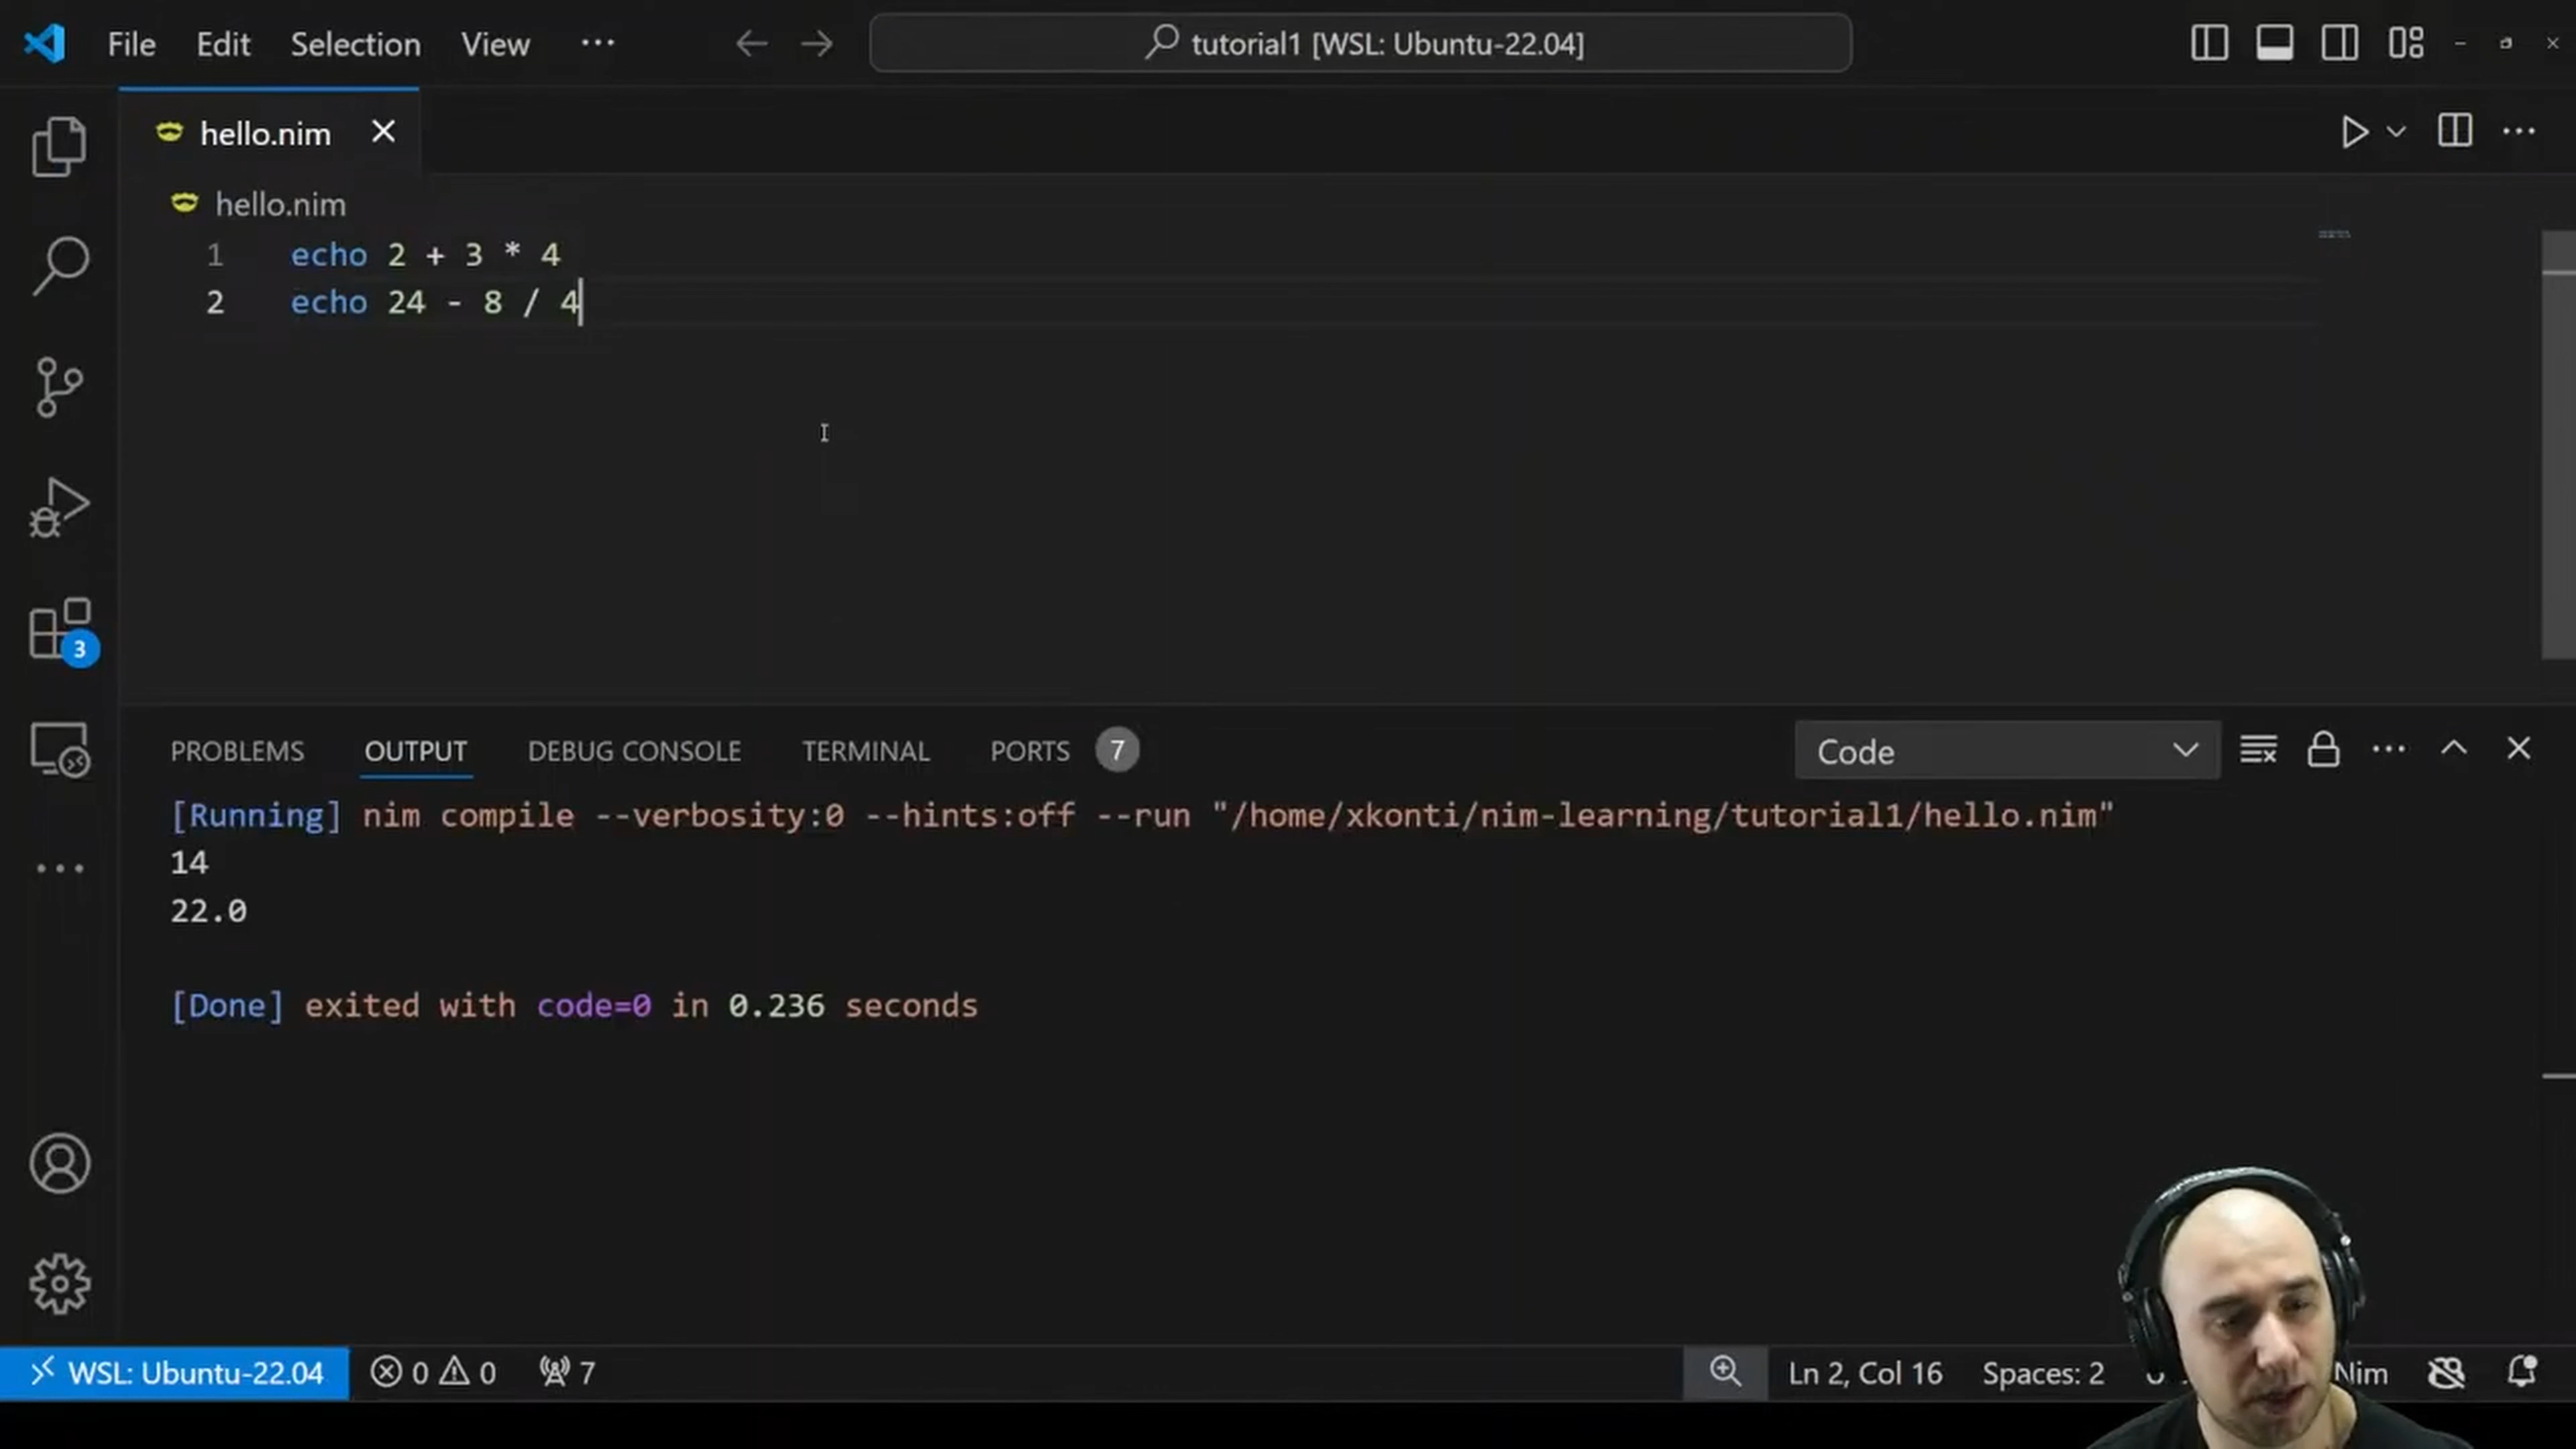 File Edit Selection View ··· tutorial1 [WSL: Ubuntu-22.04]
hello.nim
hello.nim
1 echo 2 + 3 * 4
2 echo 24 - 8 / 4
3
PROBLEMS OUTPUT DEBUG CONSOLE TERMINAL PORTS 7 Code
[Running] nim compile --verbosity:0 --hints:off --run "/home/xkonti/nim-learning/tutorial1/hello.nim"
14
22.0
[Done] exited with code=0 in 0.236 seconds
WSL: Ubuntu-22.04 0 0 7 Ln 2, Col 16 Spaces: 2 Nim